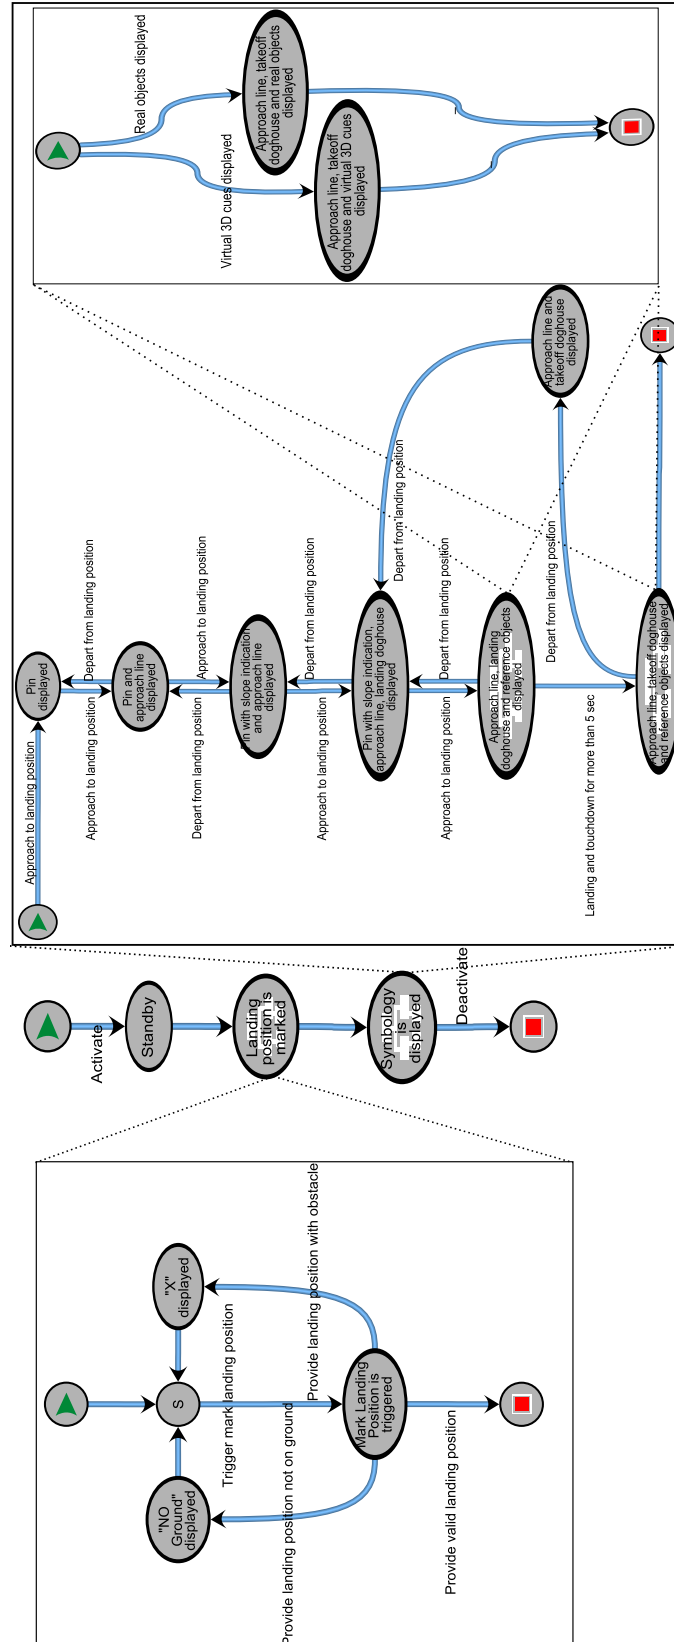 Real objects displayed
Approach line, takeoff
doghouse and real objects
displayed
Virtual 3D cues displayed
Approach line, takeoff
doghouse and virtual 3D cues
displayed
Approach to landing position
Pin
displayed
Approach to landing position
Depart from landing position
Pin and
approach line
displayed
Depart from landing position
Approach to landing position
Pin with slope indication
and approach line
displayed
Approach to landing position
Depart from landing position
Pin with slope indication,
approach line, landing doghouse
displayed
Approach to landing position
Depart from landing position
Approach line, landing
doghouse and reference objects
displayed
Landing and touchdown for more than 5 sec
Depart from landing position
Approach line and
takeoff doghouse
displayed
Depart from landing position
Approach line, takeoff doghouse
and reference objects displayed
Activate
Standby
Landing
position is
marked
Symbology
is
displayed
Deactivate
"X"
displayed
S
"NO
Ground"
displayed
Trigger mark landing position
Provide landing position with obstacle
Provide landing position not on ground
Mark Landing
Position is
triggered
Provide valid landing position